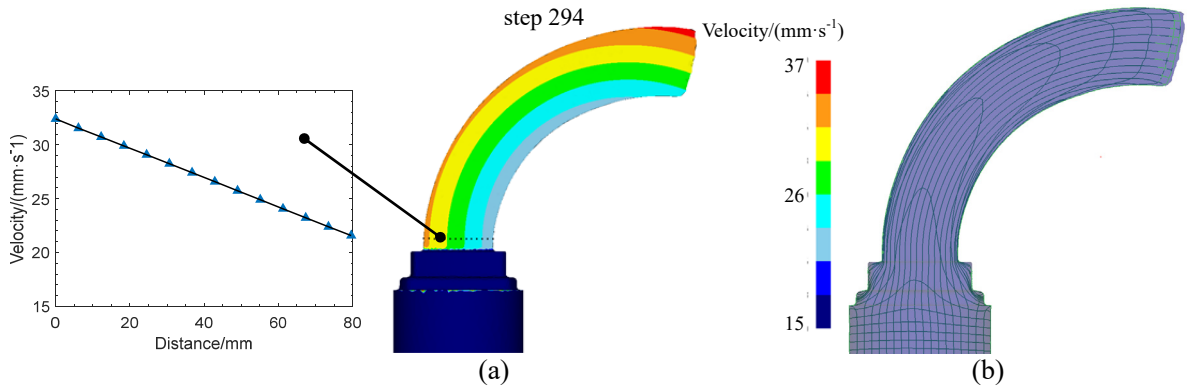 step 294
Velocity/(mm·s⁻¹)
37
26
15
35
30
25
20
15
0
20
40
60
80
Velocity/(mm·s⁻1)
Distance/mm
(a)
(b)